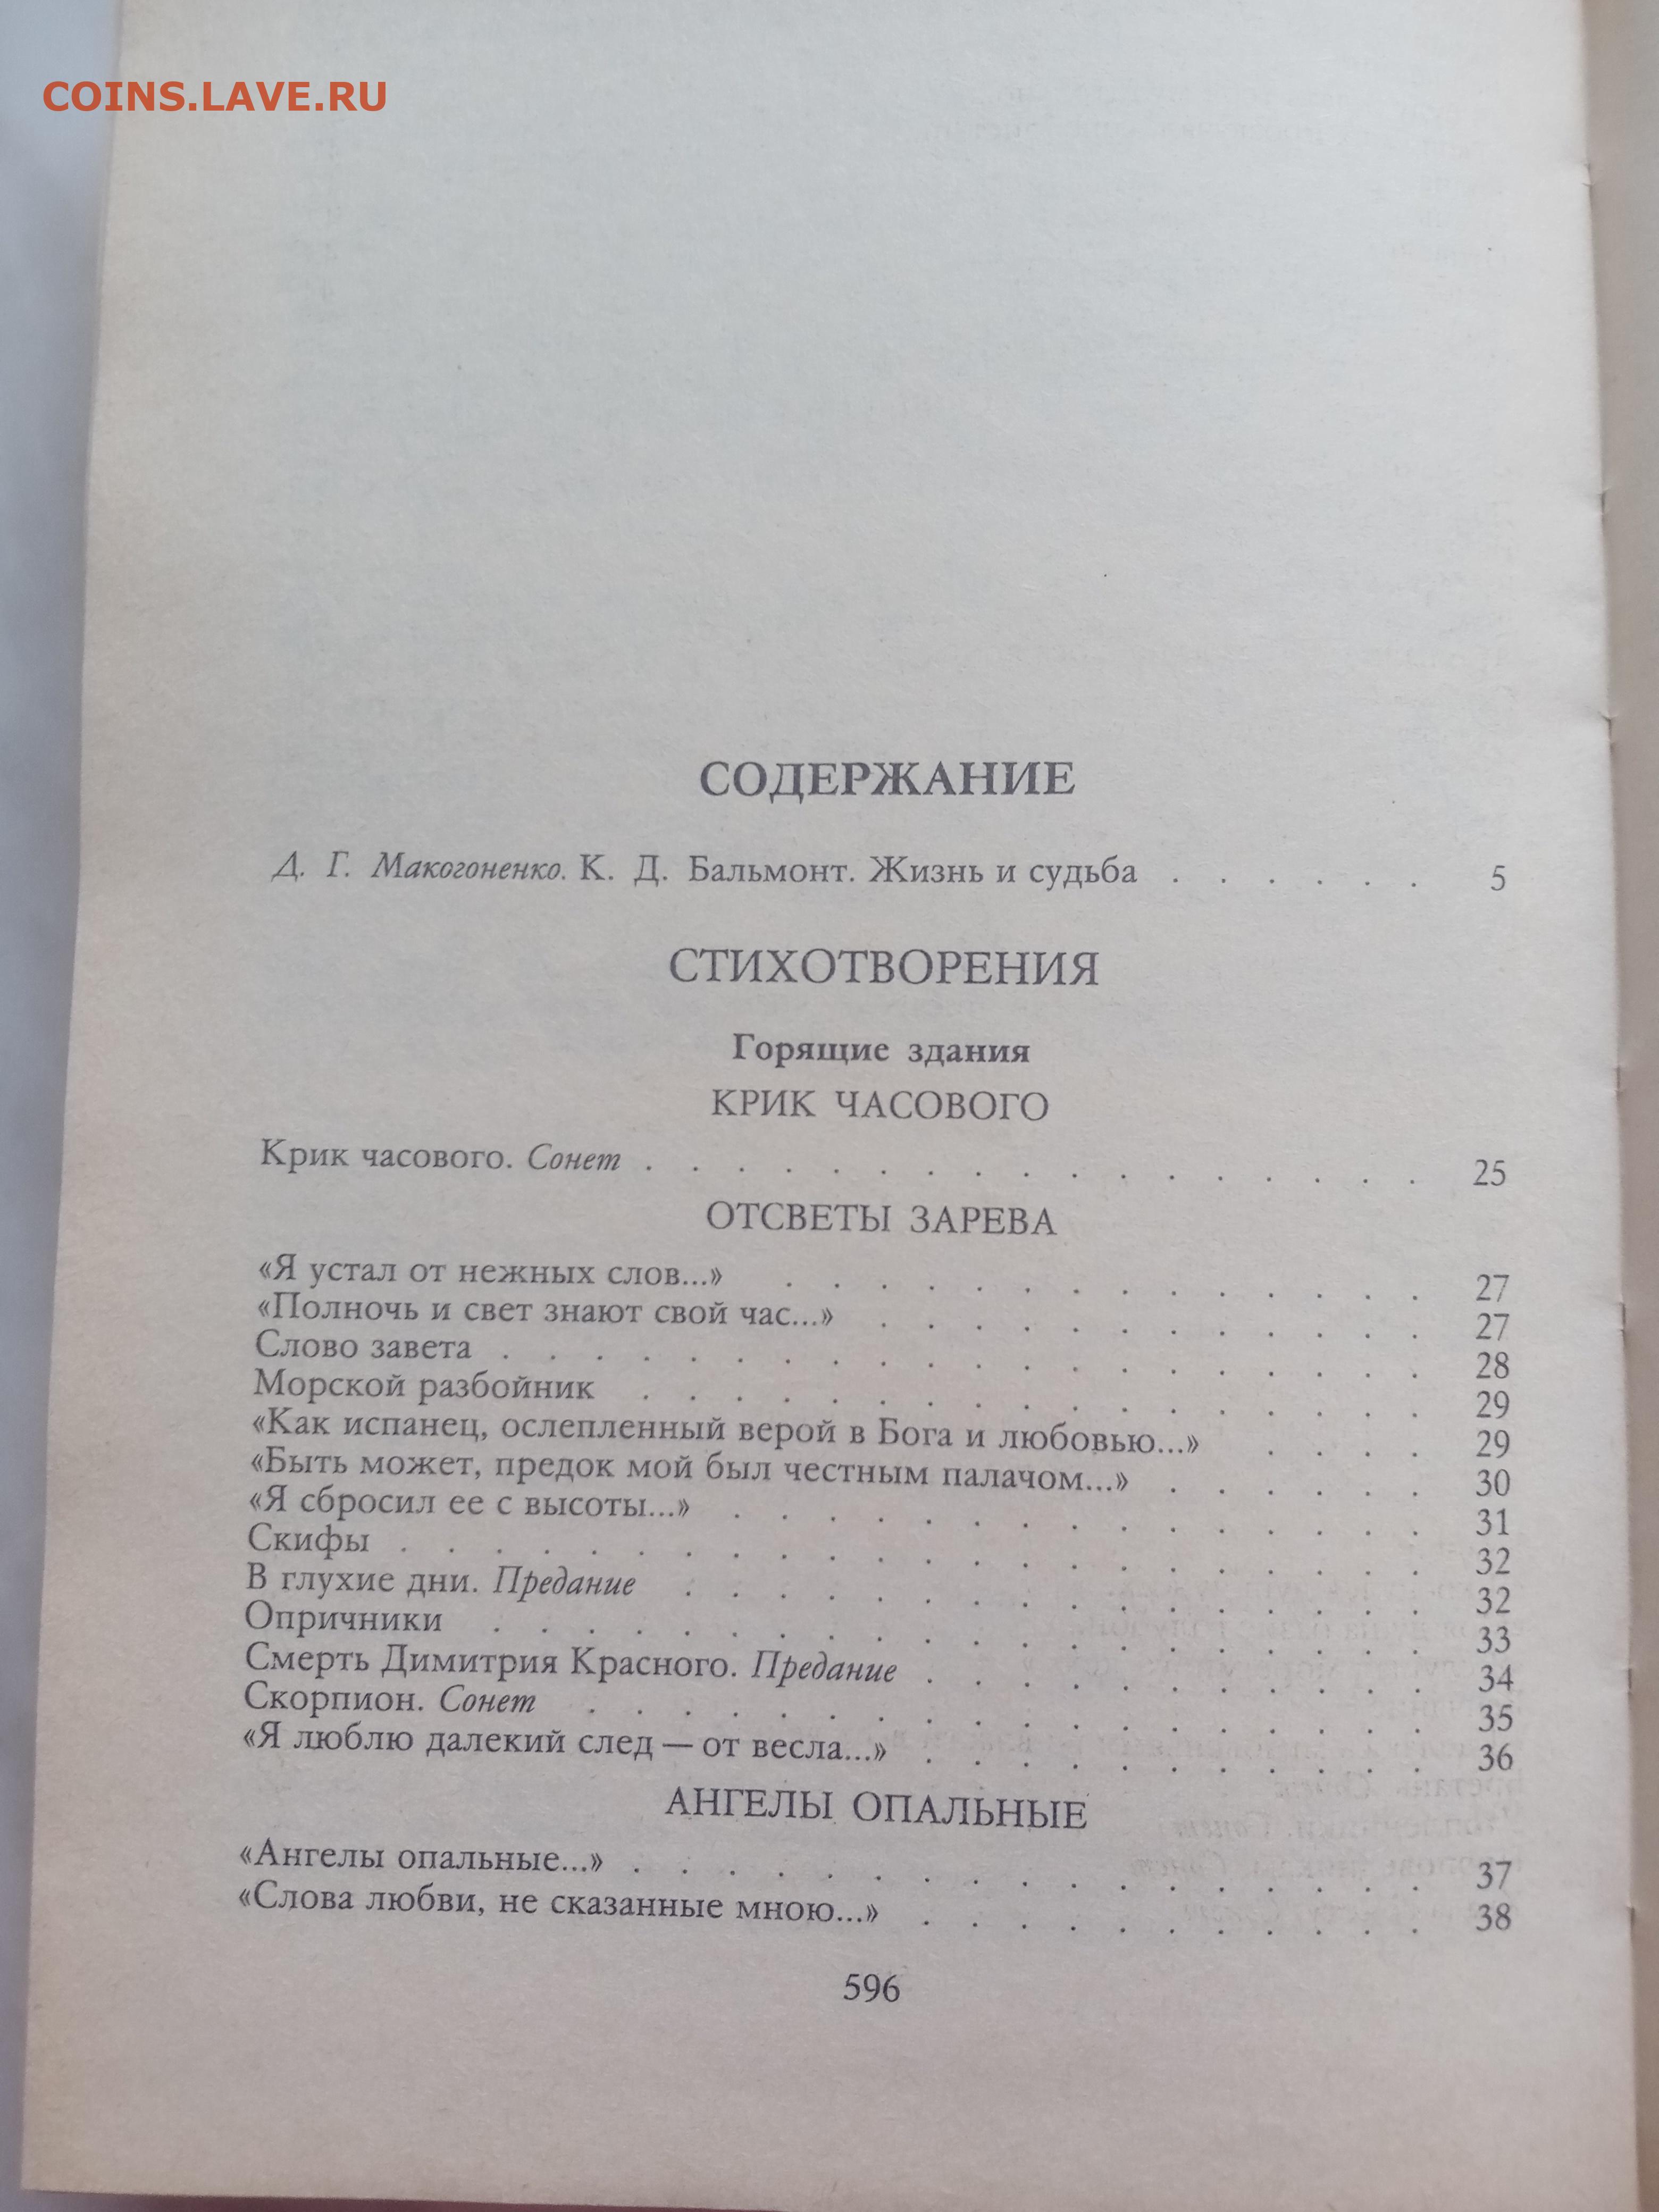 COINS.LAVE.RU
СОДЕРЖАНИЕ
Д. Г. Макогоненко. К. Д. Бальмонт. Жизнь и судьба . . . . . . 5
СТИХОТВОРЕНИЯ
Горящие здания
КРИК ЧАСОВОГО
Крик часового. Сонет . . . . . . . . . . . . . . . . . 25
ОТСВЕТЫ ЗАРЕВА
«Я устал от нежных слов...» . . . . . . . . . . . . . . 27
«Полночь и свет знают свой час...» . . . . . . . . . . . . 27
Слово завета . . . . . . . . . . . . . . . . . . . . 28
Морской разбойник . . . . . . . . . . . . . . . . . 29
«Как испанец, ослепленный верой в Бога и любовью...» . . . . 29
«Быть может, предок мой был честным палачом...» . . . . . . 30
«Я сбросил ее с высоты...» . . . . . . . . . . . . . . . 31
Скифы . . . . . . . . . . . . . . . . . . . . . . 32
В глухие дни. Предание . . . . . . . . . . . . . . . . 32
Опричники . . . . . . . . . . . . . . . . . . . . 33
Смерть Димитрия Красного. Предание . . . . . . . . . . . 34
Скорпион. Сонет . . . . . . . . . . . . . . . . . . 35
«Я люблю далекий след — от весла...» . . . . . . . . . . . 36
АНГЕЛЫ ОПАЛЬНЫЕ
«Ангелы опальные...» . . . . . . . . . . . . . . . . . 37
«Слова любви, не сказанные мною...» . . . . . . . . . . . 38
596